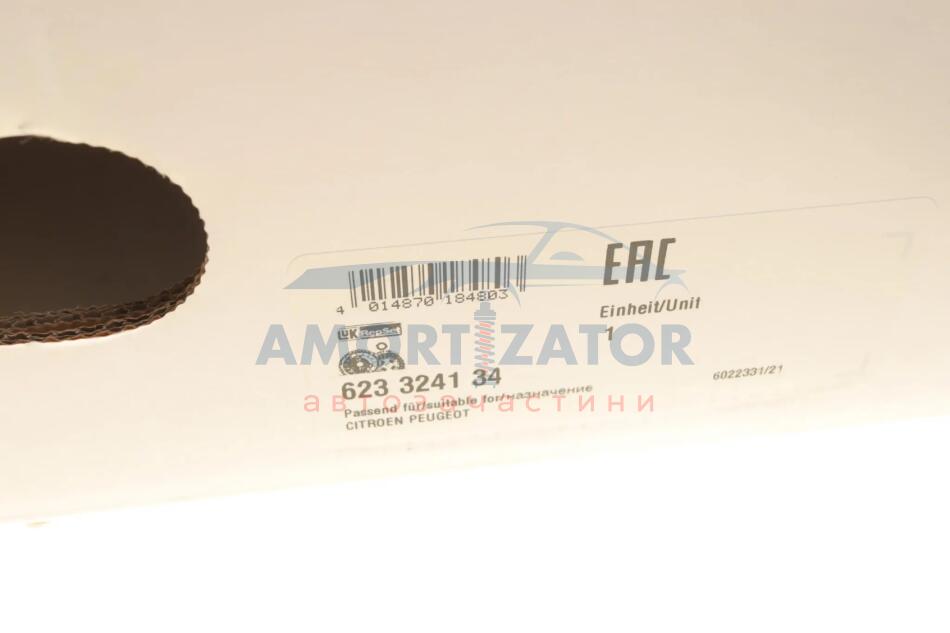 EAC
4 014870 184803
Einheit/Unit
1
LuK RepSet
AMORTIZATOR
623 3241 34
6022331/21
автозапчастини
Passend für/suitable for/назначение
CITROEN PEUGEOT